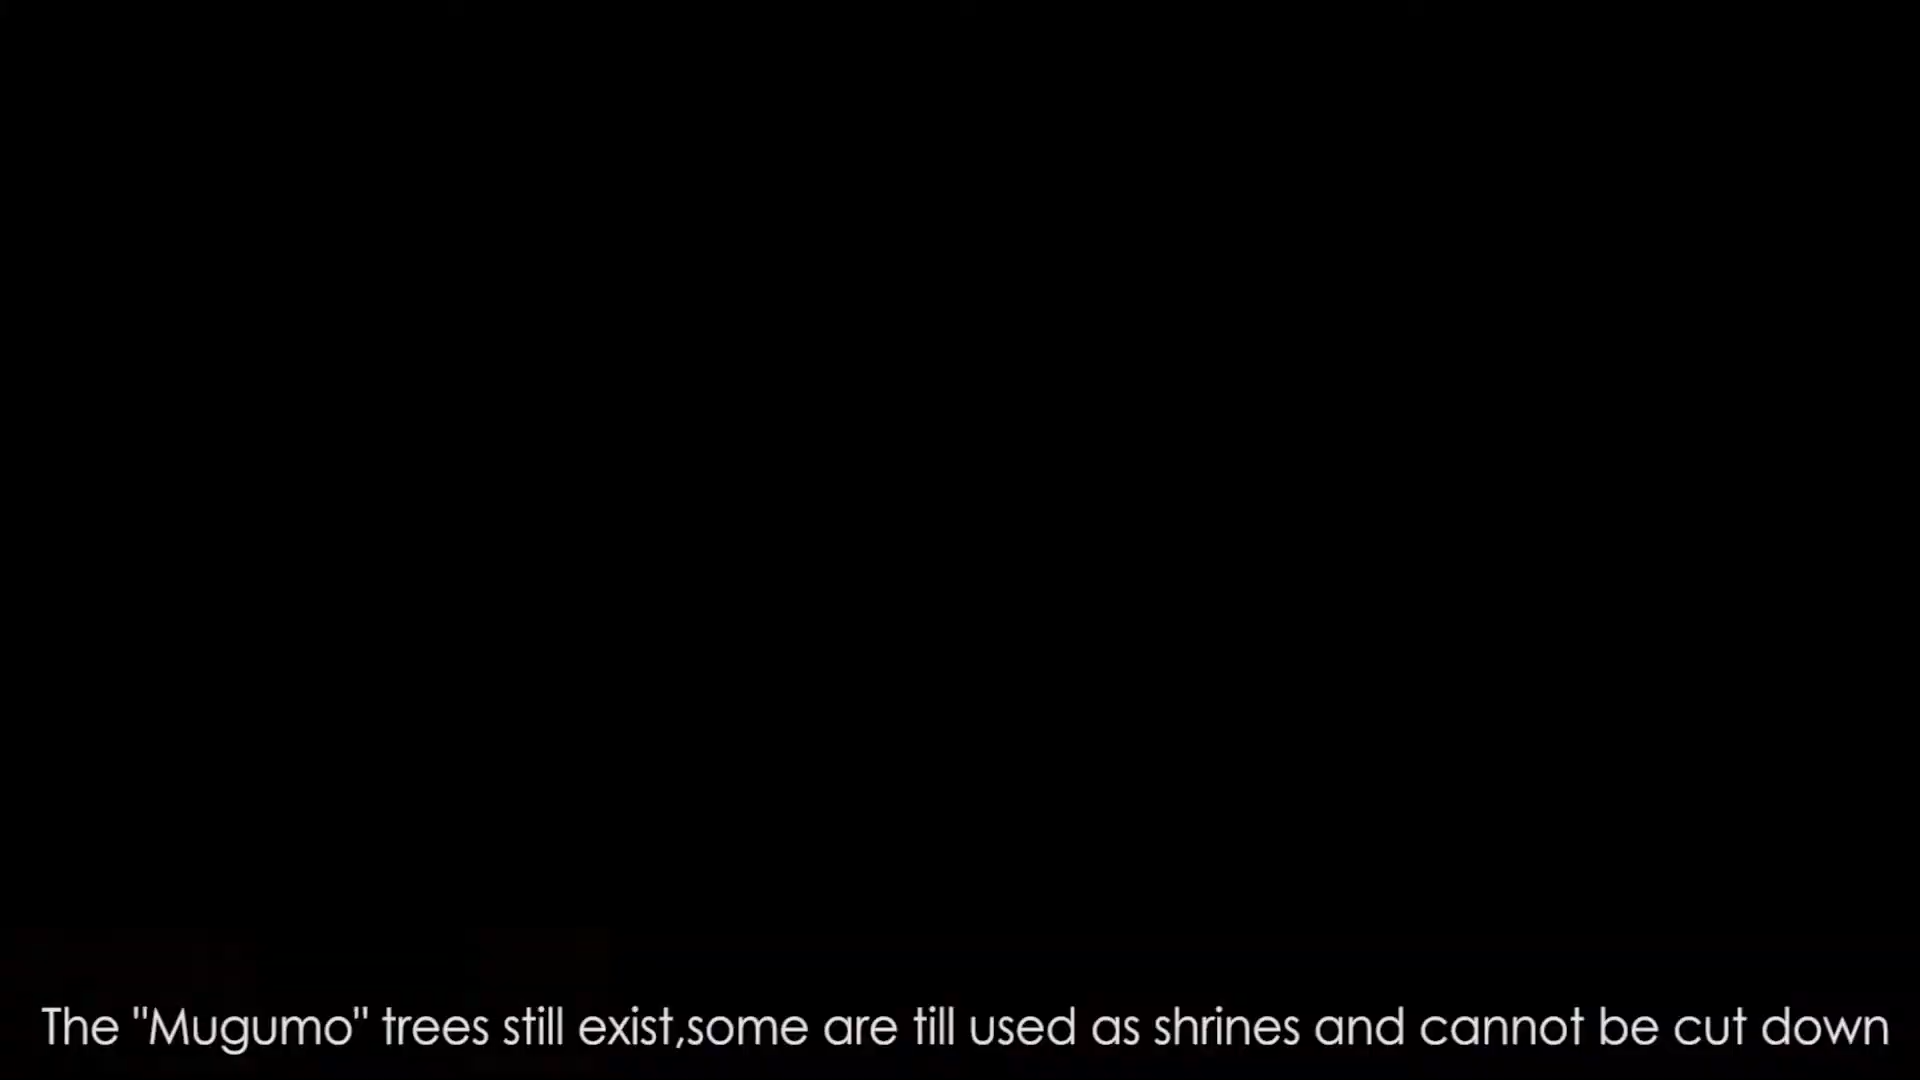 The "Mugumo" trees still exist,some are till used as shrines and cannot be cut down